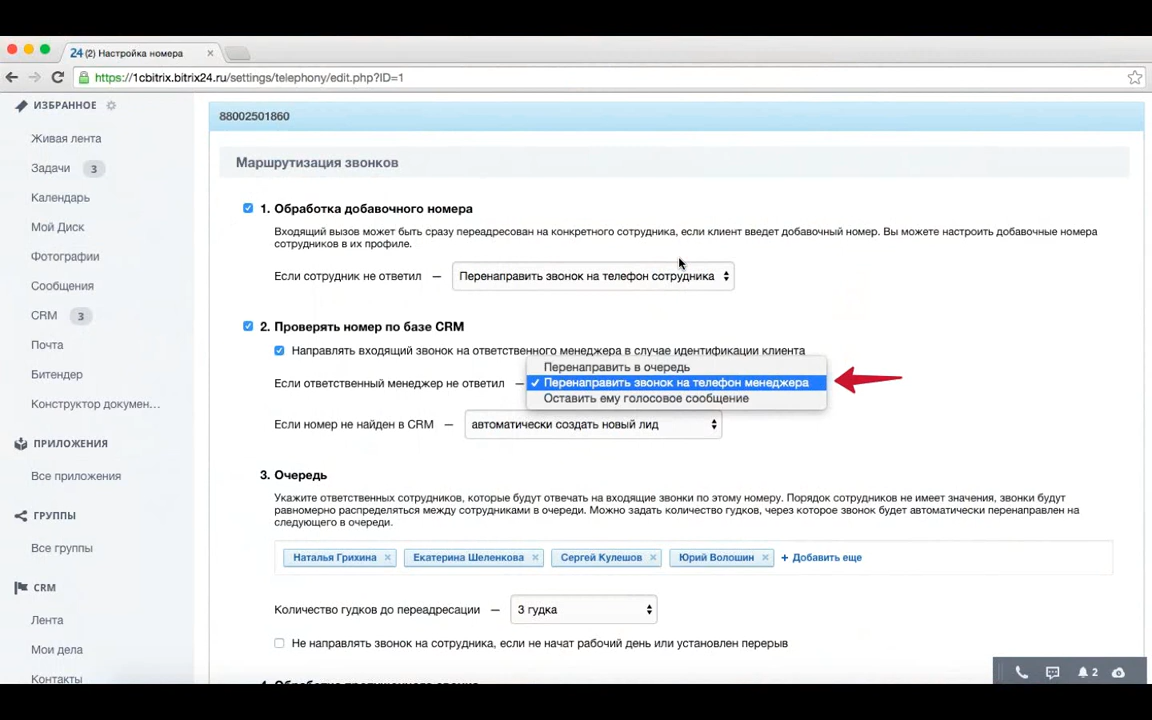 24 (2) Настройка номера ×
https://1cbitrix.bitrix24.ru/settings/telephony/edit.php?ID=1
ИЗБРАННОЕ
Живая лента
Задачи 3
Календарь
Мой Диск
Фотографии
Сообщения
CRM 3
Почта
Битендер
Конструктор докумен...
ПРИЛОЖЕНИЯ
Все приложения
ГРУППЫ
Все группы
CRM
Лента
Мои дела
Контакты
88002501860
Маршрутизация звонков
1. Обработка добавочного номера
Входящий вызов может быть сразу переадресован на конкретного сотрудника, если клиент введет добавочный номер. Вы можете настроить добавочные номера
сотрудников в их профиле.
Если сотрудник не ответил — Перенаправить звонок на телефон сотрудника
2. Проверять номер по базе CRM
Направлять входящий звонок на ответственного менеджера в случае идентификации клиента
Перенаправить в очередь
Если ответственный менеджер не ответил — ✓ Перенаправить звонок на телефон менеджера
Оставить ему голосовое сообщение
Если номер не найден в CRM — автоматически создать новый лид
3. Очередь
Укажите ответственных сотрудников, которые будут отвечать на входящие звонки по этому номеру. Порядок сотрудников не имеет значения, звонки будут
равномерно распределяться между сотрудниками в очереди. Можно задать количество гудков, через которое звонок будет автоматически перенаправлен на
следующего в очереди.
Наталья Грихина × Екатерина Шеленкова × Сергей Кулешов × Юрий Волошин × + Добавить еще
Количество гудков до переадресации — 3 гудка
Не направлять звонок на сотрудника, если не начат рабочий день или установлен перерыв
2